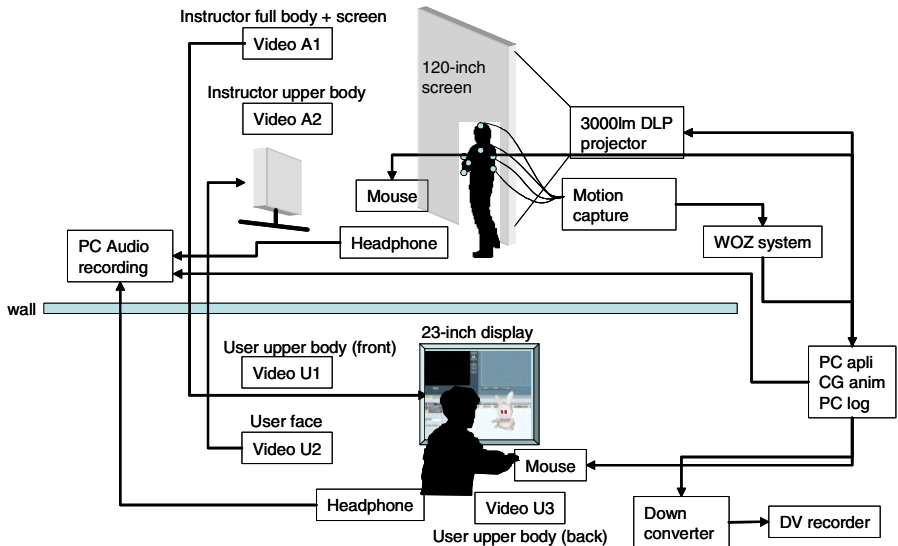 Instructor full body + screen
Video A1
120-inch
screen
Instructor upper body
Video A2
3000lm DLP
projector
Mouse
Motion
capture
Headphone
WOZ system
PC Audio
recording
wall
23-inch display
User upper body (front)
Video U1
PC apli
CG anim
PC log
User face
Video U2
Mouse
Headphone
Video U3
User upper body (back)
Down
converter
DV recorder